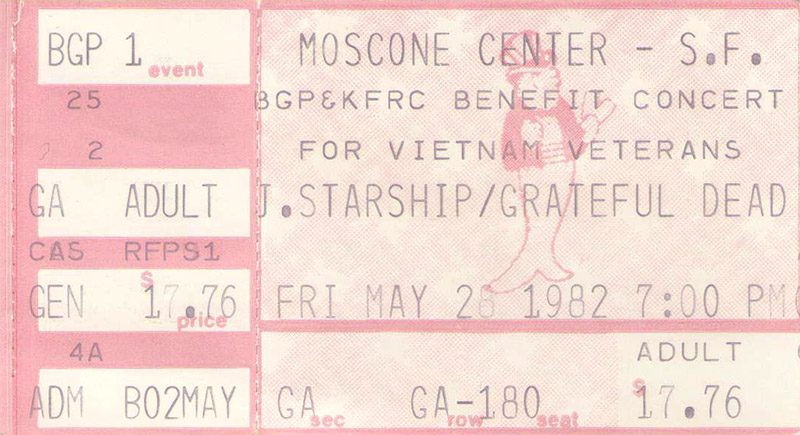 BGP 1 event
25
2
GA ADULT
CAS RFPS1
GEN $17.76 price
4A
ADM B02MAY
MOSCONE CENTER - S.F.
BGP&KFRC BENEFIT CONCERT
FOR VIETNAM VETERANS
J.STARSHIP/GRATEFUL DEAD
FRI MAY 28 1982 7:00 PM
ADULT
GA sec GA-180 row seat $17.76